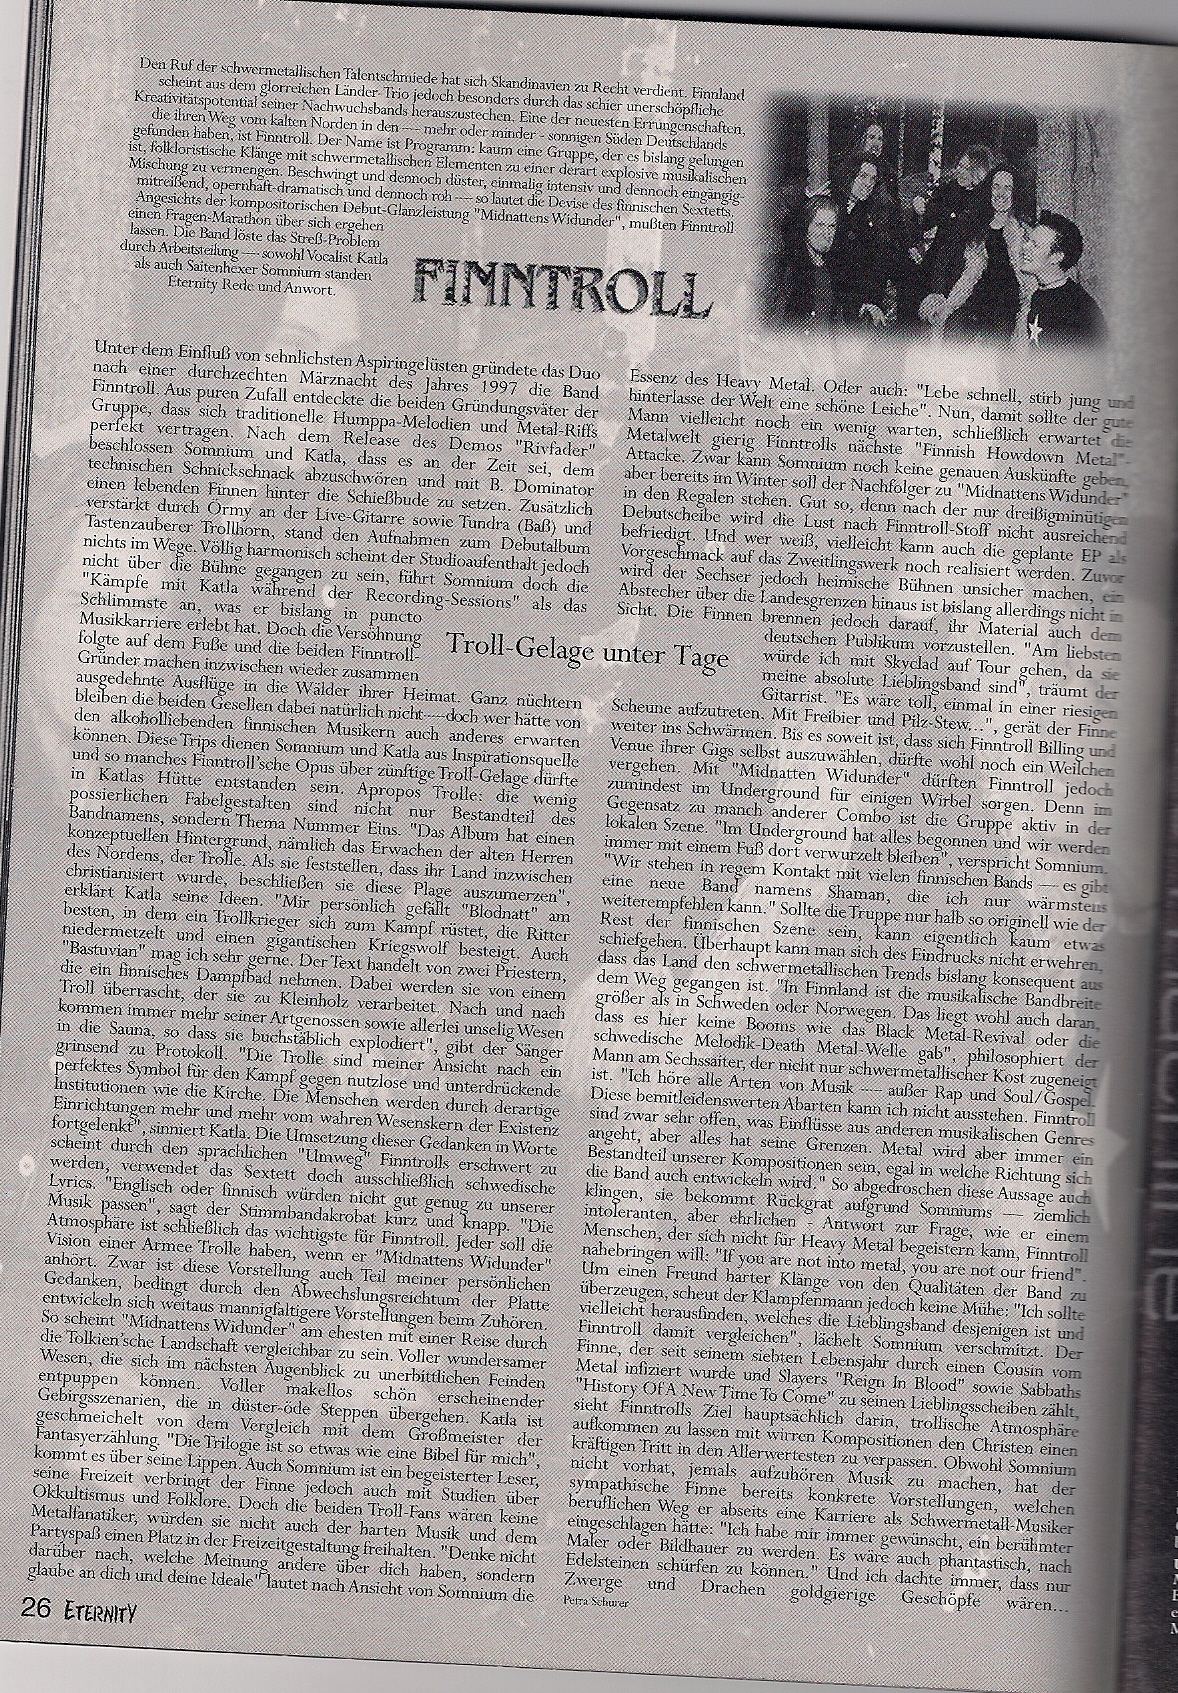 Den Ruf der schwermetallischen Talentschmiede hat sich Skandinavien zu Recht verdient. Finnland
scheint aus dem glorreichen Länder-Trio jedoch besonders durch das schier unerschöpfliche
Kreativitätspotential seiner Nachwuchsbands herauszustechen. Eine der neuesten Errungenschaften,
die ihren Weg vom kalten Norden in den --- mehr oder minder - sonnigen Süden Deutschlands
gefunden haben, ist Finntroll. Der Name ist Programm: kaum eine Gruppe, der es bislang gelungen
ist, folkloristische Klänge mit schwermetallischen Elementen zu einer derart explosive musikalischen
Mischung zu vermengen. Beschwingt und dennoch düster, einmalig intensiv und dennoch eingängig-
mitreißend, opernhaft-dramatisch und dennoch roh --- so lautet die Devise des finnischen Sextetts.
Angesichts der kompositorischen Debut-Glanzleistung "Midnattens Widunder", mußten Finntroll
einen Fragen-Marathon über sich ergehen
lassen. Die Band löste das Streß-Problem
durch Arbeitsteilung --- sowohl Vocalist Katla
als auch Saitenhexer Somnium standen
Eternity Rede und Anwort.
FINNTROLL
Unter dem Einfluß von sehnlichsten Aspiringelüsten gründete das Duo
nach einer durchzechten Märznacht des Jahres 1997 die Band
Finntroll. Aus puren Zufall entdeckte die beiden Gründungsväter der
Gruppe, dass sich traditionelle Humppa-Melodien und Metal-Riffs
perfekt vertragen. Nach dem Release des Demos "Rivfader"
beschlossen Somnium und Katla, dass es an der Zeit sei, dem
technischen Schnickschnack abzuschwören und mit B. Dominator
einen lebenden Finnen hinter die Schießbude zu setzen. Zusätzlich
verstärkt durch Örmy an der Live-Gitarre sowie Tundra (Baß) und
Tastenzauberer Trollhorn, stand den Aufnahmen zum Debutalbum
nichts im Wege. Völlig harmonisch scheint der Studioaufenthalt jedoch
nicht über die Bühne gegangen zu sein, führt Somnium doch die
"Kämpfe mit Katla während der Recording-Sessions" als das
Schlimmste an, was er bislang in puncto
Musikkarriere erlebt hat. Doch die Versöhnung
folgte auf dem Fuße und die beiden Finntroll-
Gründer machen inzwischen wieder zusammen
ausgedehnte Ausflüge in die Wälder ihrer Heimat. Ganz nüchtern
bleiben die beiden Gesellen dabei natürlich nicht---doch wer hätte von
den alkoholliebenden finnischen Musikern auch anderes erwarten
können. Diese Trips dienen Somnium und Katla aus Inspirationsquelle
und so manches Finntroll'sche Opus über zünftige Troll-Gelage dürfte
in Katlas Hütte entstanden sein. Apropos Trolle: die wenig
possierlichen Fabelgestalten sind nicht nur Bestandteil des
Bandnamens, sondern Thema Nummer Eins. "Das Album hat einen
konzeptuellen Hintergrund, nämlich das Erwachen der alten Herren
des Nordens, der Trolle. Als sie feststellen, dass ihr Land inzwischen
christianisiert wurde, beschließen sie diese Plage auszumerzen",
erklärt Katla seine Ideen. "Mir persönlich gefällt "Blodnatt" am
besten, in dem ein Trollkrieger sich zum Kampf rüstet, die Ritter
niedermetzelt und einen gigantischen Kriegswolf besteigt. Auch
"Bastuvian" mag ich sehr gerne. Der Text handelt von zwei Priestern,
die ein finnisches Dampfbad nehmen. Dabei werden sie von einem
Troll überrascht, der sie zu Kleinholz verarbeitet. Nach und nach
kommen immer mehr seiner Artgenossen sowie allerlei unselig Wesen
in die Sauna, so dass sie buchstäblich explodiert", gibt der Sänger
grinsend zu Protokoll. "Die Trolle sind meiner Ansicht nach ein
perfektes Symbol für den Kampf gegen nutzlose und unterdrückende
Institutionen wie die Kirche. Die Menschen werden durch derartige
Einrichtungen mehr und mehr vom wahren Wesenskern der Existenz
fortgelenkt", sinniert Katla. Die Umsetzung dieser Gedanken in Worte
scheint durch den sprachlichen "Umweg" Finntrolls erschwert zu
werden, verwendet das Sextett doch ausschließlich schwedische
Lyrics. "Englisch oder finnisch würden nicht gut genug zu unserer
Musik passen", sagt der Stimmbandakrobat kurz und knapp. "Die
Atmosphäre ist schließlich das wichtigste für Finntroll. Jeder soll die
Vision einer Armee Trolle haben, wenn er "Midnattens Widunder"
anhört. Zwar ist diese Vorstellung auch Teil meiner persönlichen
Gedanken, bedingt durch den Abwechslungsreichtum der Platte
entwickeln sich weitaus mannigfaltigere Vorstellungen beim Zuhören.
So scheint "Midnattens Widunder" am ehesten mit einer Reise durch
die Tolkien'sche Landschaft vergleichbar zu sein. Voller wundersamer
Wesen, die sich im nächsten Augenblick zu unerbittlichen Feinden
entpuppen können. Voller makellos schön erscheinender
Gebirgsszenarien, die in düster-öde Steppen übergehen. Katla ist
geschmeichelt von dem Vergleich mit dem Großmeister der
Fantasyerzählung. "Die Trilogie ist so etwas wie eine Bibel für mich",
kommt es über seine Lippen. Auch Somnium ist ein begeisterter Leser,
seine Freizeit verbringt der Finne jedoch auch mit Studien über
Okkultismus und Folklore. Doch die beiden Troll-Fans wären keine
Metalfanatiker, würden sie nicht auch der harten Musik und dem
Partyspaß einen Platz in der Freizeitgestaltung freihalten. "Denke nicht
darüber nach, welche Meinung andere über dich haben, sondern
glaube an dich und deine Ideale" lautet nach Ansicht von Somnium die
Troll-Gelage unter Tage
Essenz des Heavy Metal. Oder auch: "Lebe schnell, stirb jung und
hinterlasse der Welt eine schöne Leiche". Nun, damit sollte der gute
Mann vielleicht noch ein wenig warten, schließlich erwartet die
Metalwelt gierig Finntrolls nächste "Finnish Howdown Metal"-
Attacke. Zwar kann Somnium noch keine genauen Auskünfte geben,
aber bereits im Winter soll der Nachfolger zu "Midnattens Widunder"
in den Regalen stehen. Gut so, denn nach der nur dreißigminütigen
Debutscheibe wird die Lust nach Finntroll-Stoff nicht ausreichend
befriedigt. Und wer weiß, vielleicht kann auch die geplante EP als
Vorgeschmack auf das Zweitlingswerk noch realisiert werden. Zuvor
wird der Sechser jedoch heimische Bühnen unsicher machen, ein
Abstecher über die Landesgrenzen hinaus ist bislang allerdings nicht in
Sicht. Die Finnen brennen jedoch darauf, ihr Material auch dem
deutschen Publikum vorzustellen. "Am liebsten
würde ich mit Skyclad auf Tour gehen, da sie
meine absolute Lieblingsband sind", träumt der
Gitarrist. "Es wäre toll, einmal in einer riesigen
Scheune aufzutreten. Mit Freibier und Pilz-Stew...", gerät der Finne
weiter ins Schwärmen. Bis es soweit ist, dass sich Finntroll Billing und
Venue ihrer Gigs selbst auszuwählen, dürfte wohl noch ein Weilchen
vergehen. Mit "Midnatten Widunder" dürften Finntroll jedoch
zumindest im Underground für einigen Wirbel sorgen. Denn im
Gegensatz zu manch anderer Combo ist die Gruppe aktiv in der
lokalen Szene. "Im Underground hat alles begonnen und wir werden
immer mit einem Fuß dort verwurzelt bleiben", verspricht Somnium.
"Wir stehen in regem Kontakt mit vielen finnischen Bands --- es gibt
eine neue Band namens Shaman, die ich nur wärmstens
weiterempfehlen kann." Sollte die Truppe nur halb so originell wie der
Rest der finnischen Szene sein, kann eigentlich kaum etwas
schiefgehen. Überhaupt kann man sich des Eindrucks nicht erwehren,
dass das Land den schwermetallischen Trends bislang konsequent aus
dem Weg gegangen ist. "In Finnland ist die musikalische Bandbreite
größer als in Schweden oder Norwegen. Das liegt wohl auch daran,
dass es hier keine Booms wie das Black Metal-Revival oder die
schwedische Melodik-Death Metal-Welle gab", philosophiert der
Mann am Sechssaiter, der nicht nur schwermetallischer Kost zugeneigt
ist. "Ich höre alle Arten von Musik --- außer Rap und Soul/Gospel.
Diese bemitleidenswerten Abarten kann ich nicht ausstehen. Finntroll
sind zwar sehr offen, was Einflüsse aus anderen musikalischen Genres
angeht, aber alles hat seine Grenzen. Metal wird aber immer ein
Bestandteil unserer Kompositionen sein, egal in welche Richtung sich
die Band auch entwickeln wird." So abgedroschen diese Aussage auch
klingen, sie bekommt Rückgrat aufgrund Somniums --- ziemlich
intoleranten, aber ehrlichen - Antwort zur Frage, wie er einem
Menschen, der sich nicht für Heavy Metal begeistern kann, Finntroll
nahebringen will: "If you are not into metal, you are not our friend".
Um einen Freund harter Klänge von den Qualitäten der Band zu
überzeugen, scheut der Klampfenmann jedoch keine Mühe: "Ich sollte
vielleicht herausfinden, welches die Lieblingsband desjenigen ist und
Finntroll damit vergleichen", lächelt Somnium verschmitzt. Der
Finne, der seit seinem siebten Lebensjahr durch einen Cousin vom
Metal infiziert wurde und Slayers "Reign In Blood" sowie Sabbaths
"History Of A New Time To Come" zu seinen Lieblingsscheiben zählt,
sieht Finntrolls Ziel hauptsächlich darin, trollische Atmosphäre
aufkommen zu lassen mit wirren Kompositionen den Christen einen
kräftigen Tritt in den Allerwertesten zu verpassen. Obwohl Somnium
nicht vorhat, jemals aufzuhören Musik zu machen, hat der
sympathische Finne bereits konkrete Vorstellungen, welchen
beruflichen Weg er abseits eine Karriere als Schwermetall-Musiker
eingeschlagen hätte: "Ich habe mir immer gewünscht, ein berühmter
Maler oder Bildhauer zu werden. Es wäre auch phantastisch, nach
Edelsteinen schürfen zu können." Und ich dachte immer, dass nur
Zwerge und Drachen goldgierige Geschöpfe wären...
Petra Schurer
26 ETERNITY